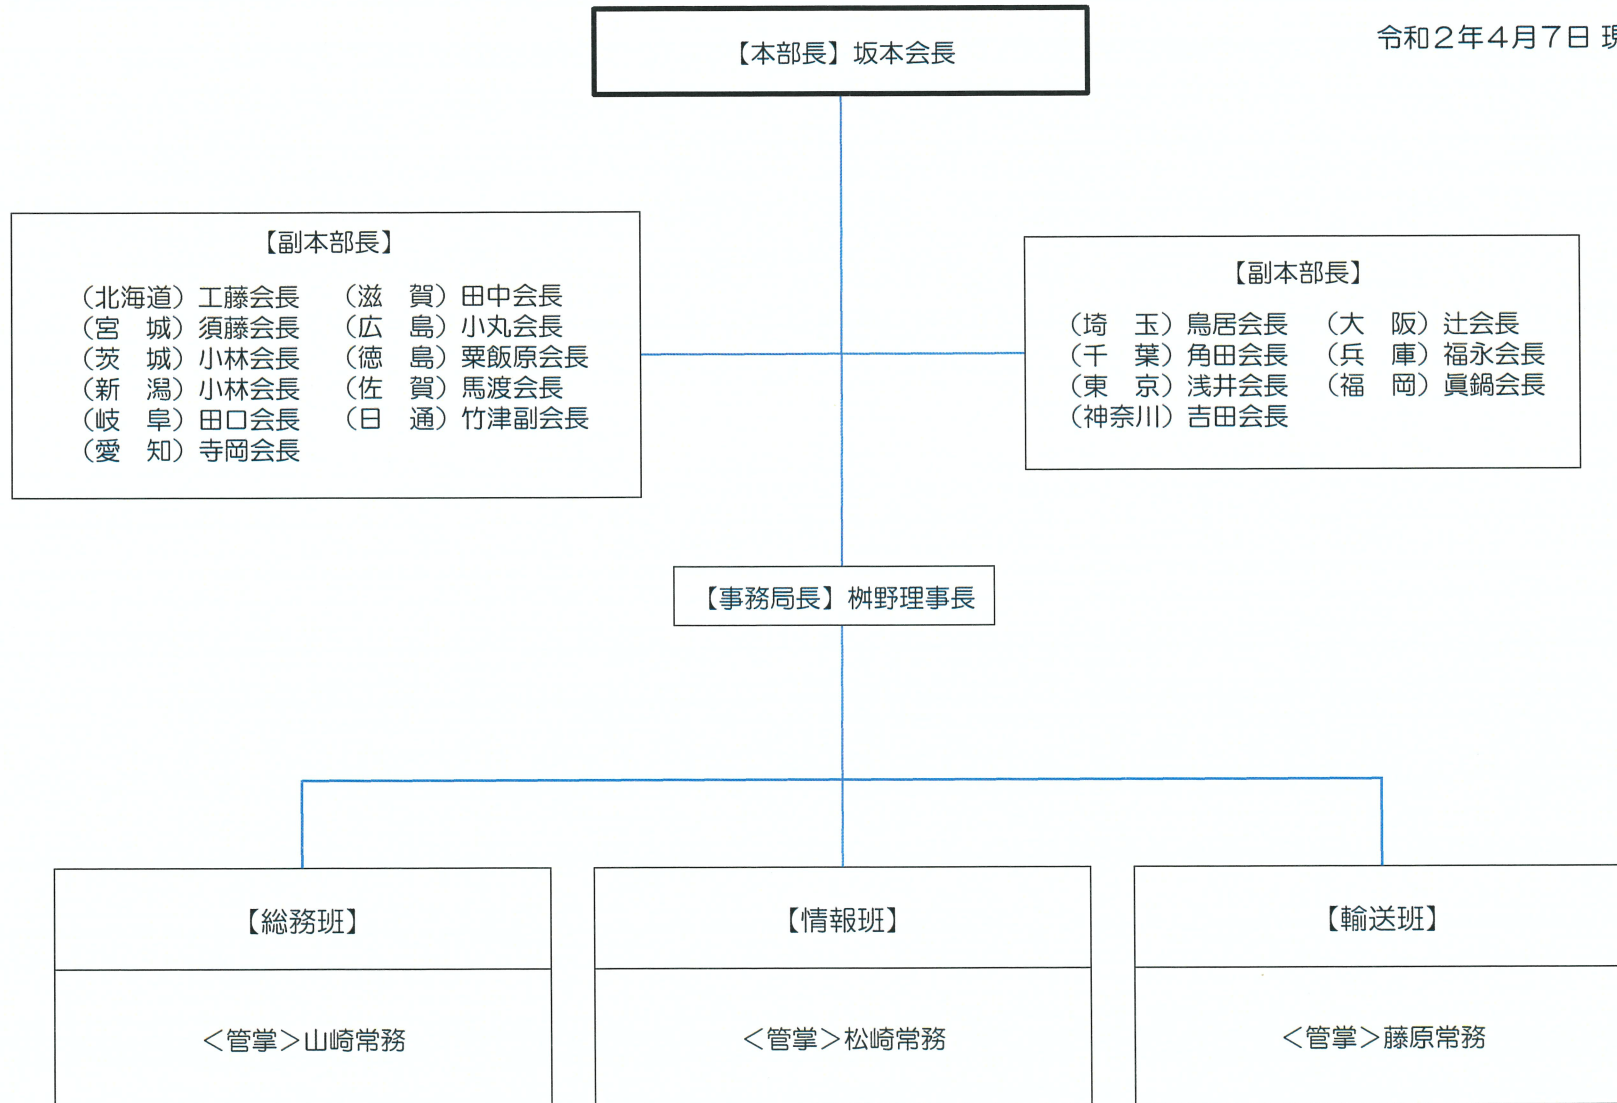 【本部長】坂本会長
令和2年4月7日 現
【副本部長】
（北海道）工藤会長 （滋　賀）田中会長
（宮　城）須藤会長 （広　島）小丸会長
（茨　城）小林会長 （徳　島）粟飯原会長
（新　潟）小林会長 （佐　賀）馬渡会長
（岐　阜）田口会長 （日　通）竹津副会長
（愛　知）寺岡会長
【副本部長】
（埼　玉）鳥居会長 （大　阪）辻会長
（千　葉）角田会長 （兵　庫）福永会長
（東　京）浅井会長 （福　岡）眞鍋会長
（神奈川）吉田会長
【事務局長】桝野理事長
【総務班】
【情報班】
【輸送班】
＜管掌＞山崎常務
＜管掌＞松崎常務
＜管掌＞藤原常務